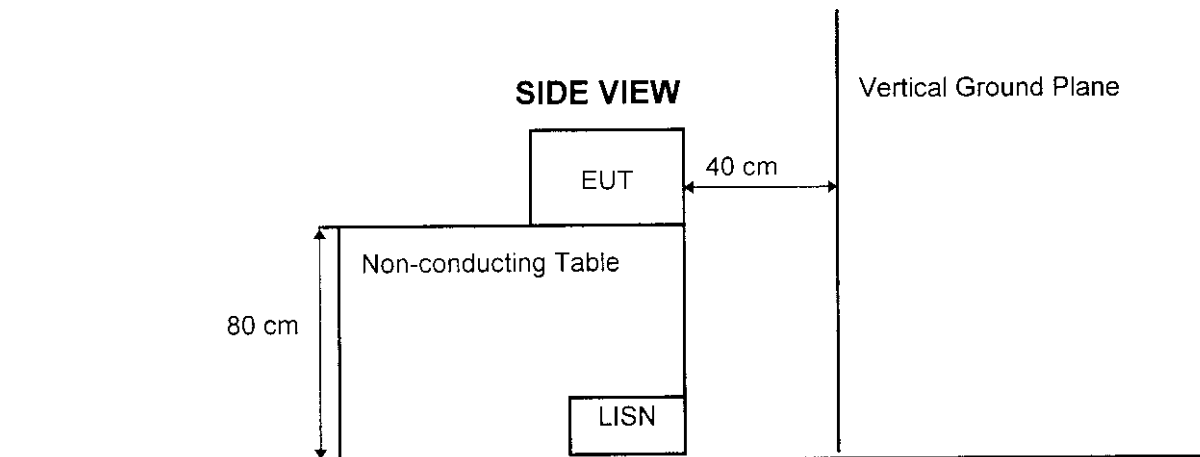 SIDE VIEW
Vertical Ground Plane
40 cm
EUT
Non-conducting Table
80 cm
LISN